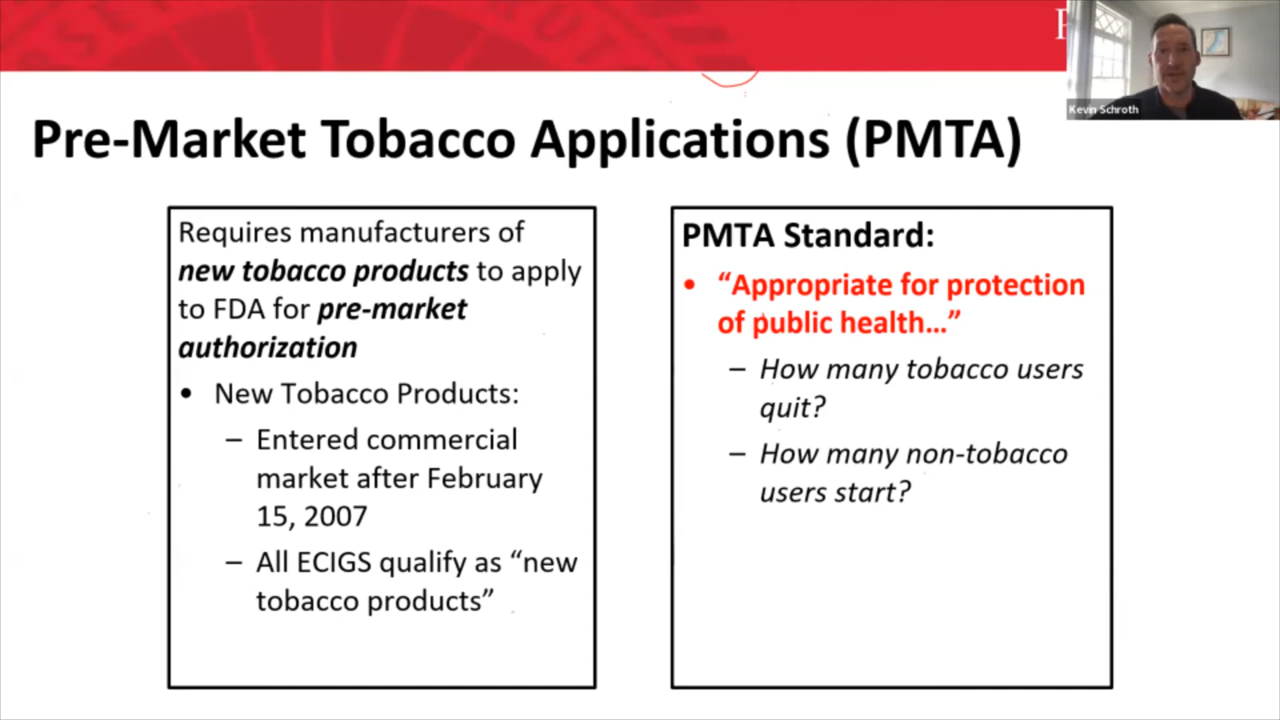 Kevin Schroth
Pre-Market Tobacco Applications (PMTA)
Requires manufacturers of
new tobacco products to apply
to FDA for pre-market
authorization
• New Tobacco Products:
– Entered commercial
market after February
15, 2007
– All ECIGS qualify as “new
tobacco products”
PMTA Standard:
• “Appropriate for protection
of public health…”
– How many tobacco users
quit?
– How many non-tobacco
users start?